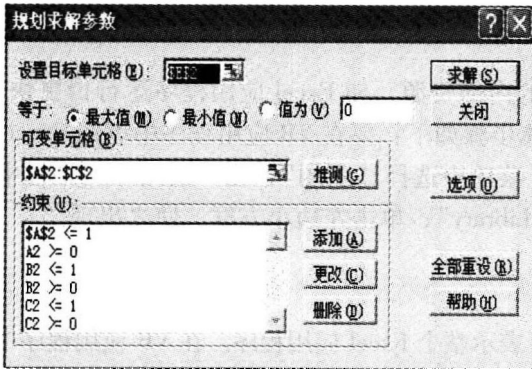 规划求解参数
设置目标单元格(E):
求解(S)
等于: 最大值(M) 最小值(N) 值为(V) 0
关闭
可变单元格(B):
$A$2:$C$2
推测(G)
选项(O)
约束(U):
$A$2 <= 1
A2 >= 0
B2 <= 1
B2 >= 0
C2 <= 1
C2 >= 0
添加(A)
更改(C)
删除(D)
全部重设(R)
帮助(H)